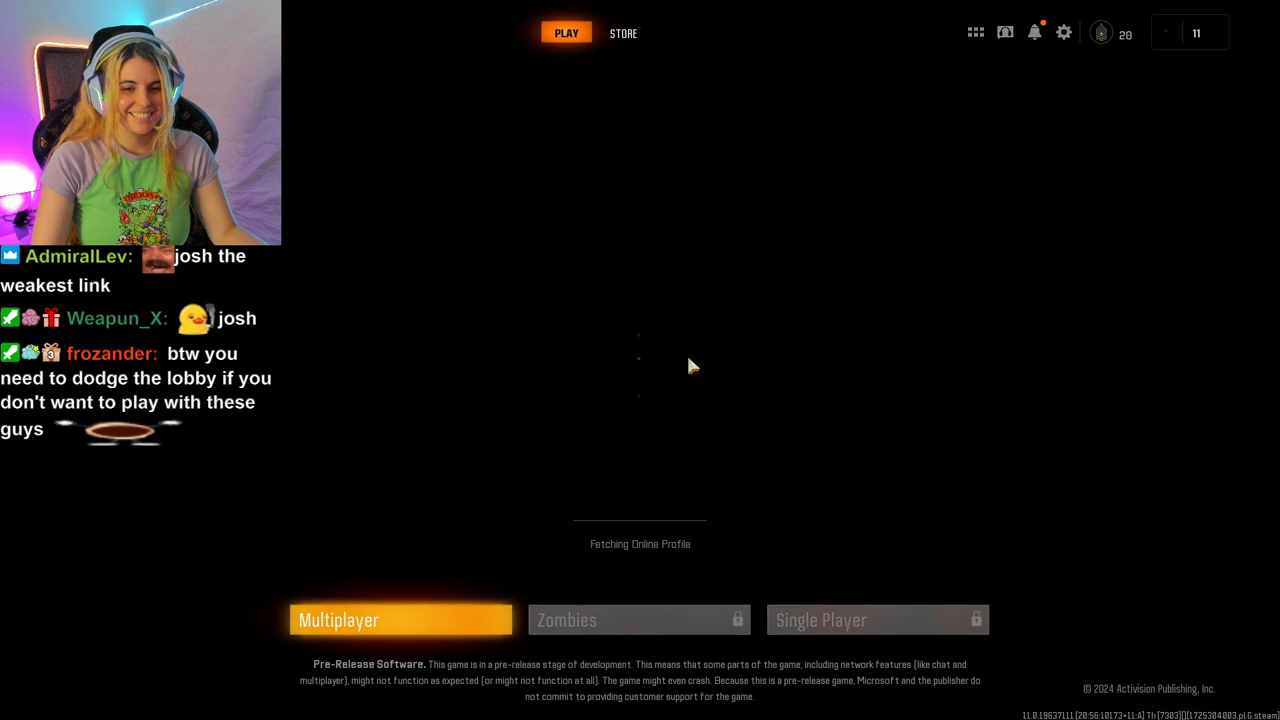 PLAY
STORE
20
11
AdmiralLev: josh the
weakest link
Weapun_X: josh
3 frozander: btw you
need to dodge the lobby if you
don't want to play with these
guys
Fetching Online Profile
Multiplayer
Zombies
Single Player
Pre-Release Software. This game is in a pre-release stage of development. This means that some parts of the game, including network features (like chat and
multiplayer), might not function as expected (or might not function at all). The game might even crash. Because this is a pre-release game, Microsoft and the publisher do
not commit to providing customer support for the game.
© 2024 Activision Publishing, Inc.